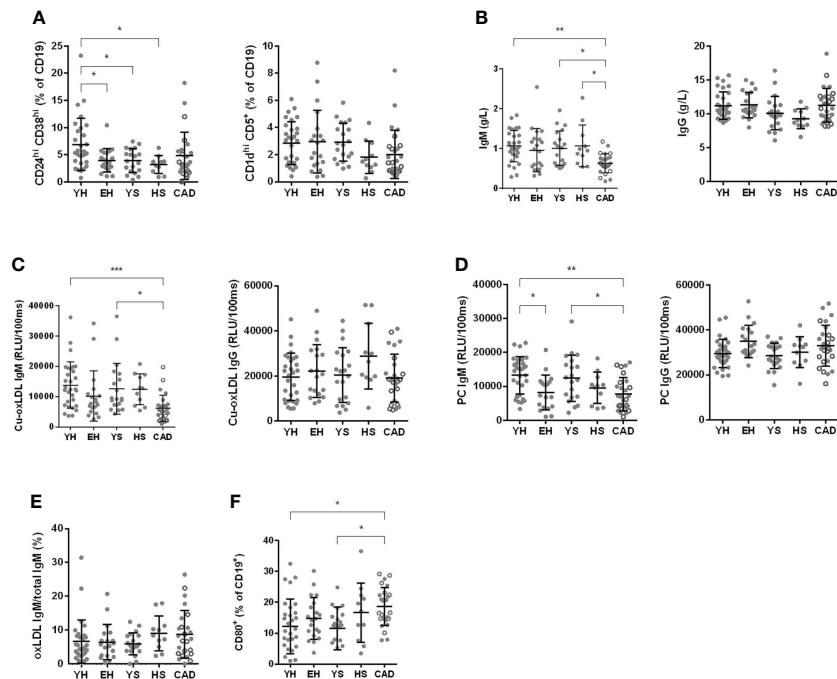 A
CD24hi CD38hi (% of CD19)
25
20
15
10
5
0
*
*
*
YH EH YS HS CAD
CD1dhi CD5+ (% of CD19)
10
8
6
4
2
0
YH EH YS HS CAD
B
IgM (g/L)
3
2
1
0
**
*
*
YH EH YS HS CAD
IgG (g/L)
20
15
10
5
0
YH EH YS HS CAD
C
Cu-oxLDL IgM (RLU/100ms)
40000
30000
20000
10000
0
***
*
YH EH YS HS CAD
Cu-oxLDL IgG (RLU/100ms)
60000
40000
20000
0
YH EH YS HS CAD
D
PC IgM (RLU/100ms)
40000
30000
20000
10000
0
**
*
*
YH EH YS HS CAD
PC IgG (RLU/100ms)
60000
40000
20000
0
YH EH YS HS CAD
E
oxLDL IgM/total IgM (%)
40
30
20
10
0
YH EH YS HS CAD
F
CD80+ (% of CD19+)
40
30
20
10
0
*
*
YH EH YS HS CAD